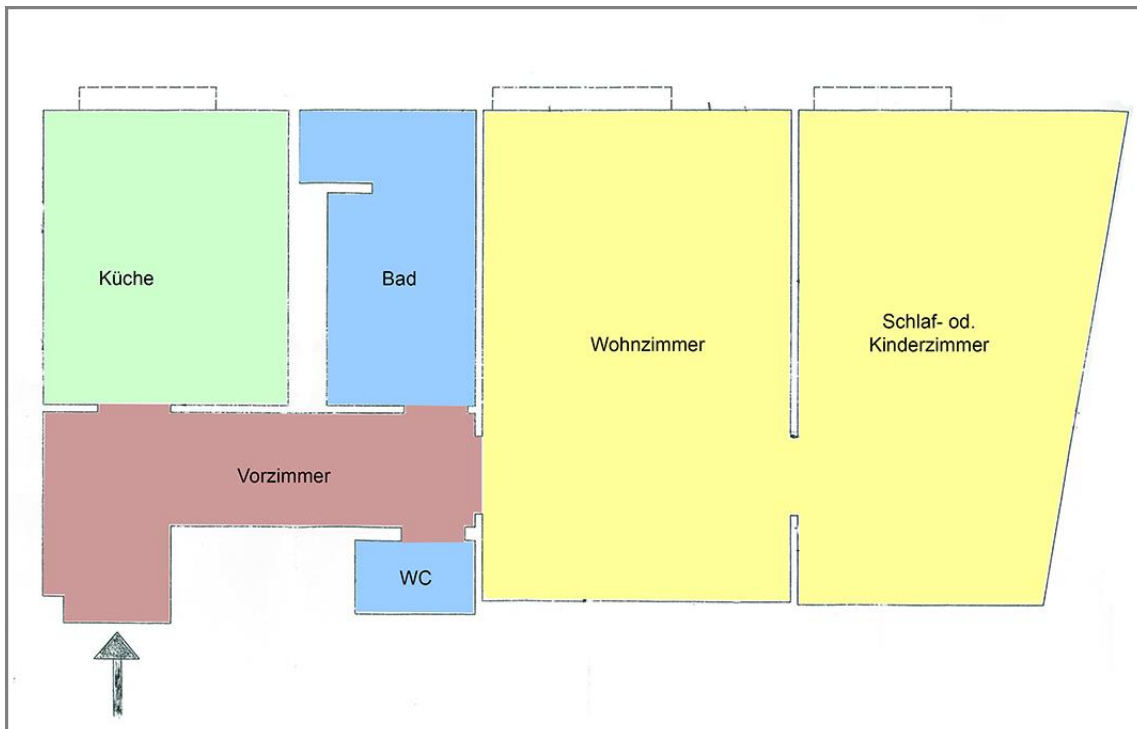 Küche
Bad
Wohnzimmer
Schlaf- od.
Kinderzimmer
Vorzimmer
WC